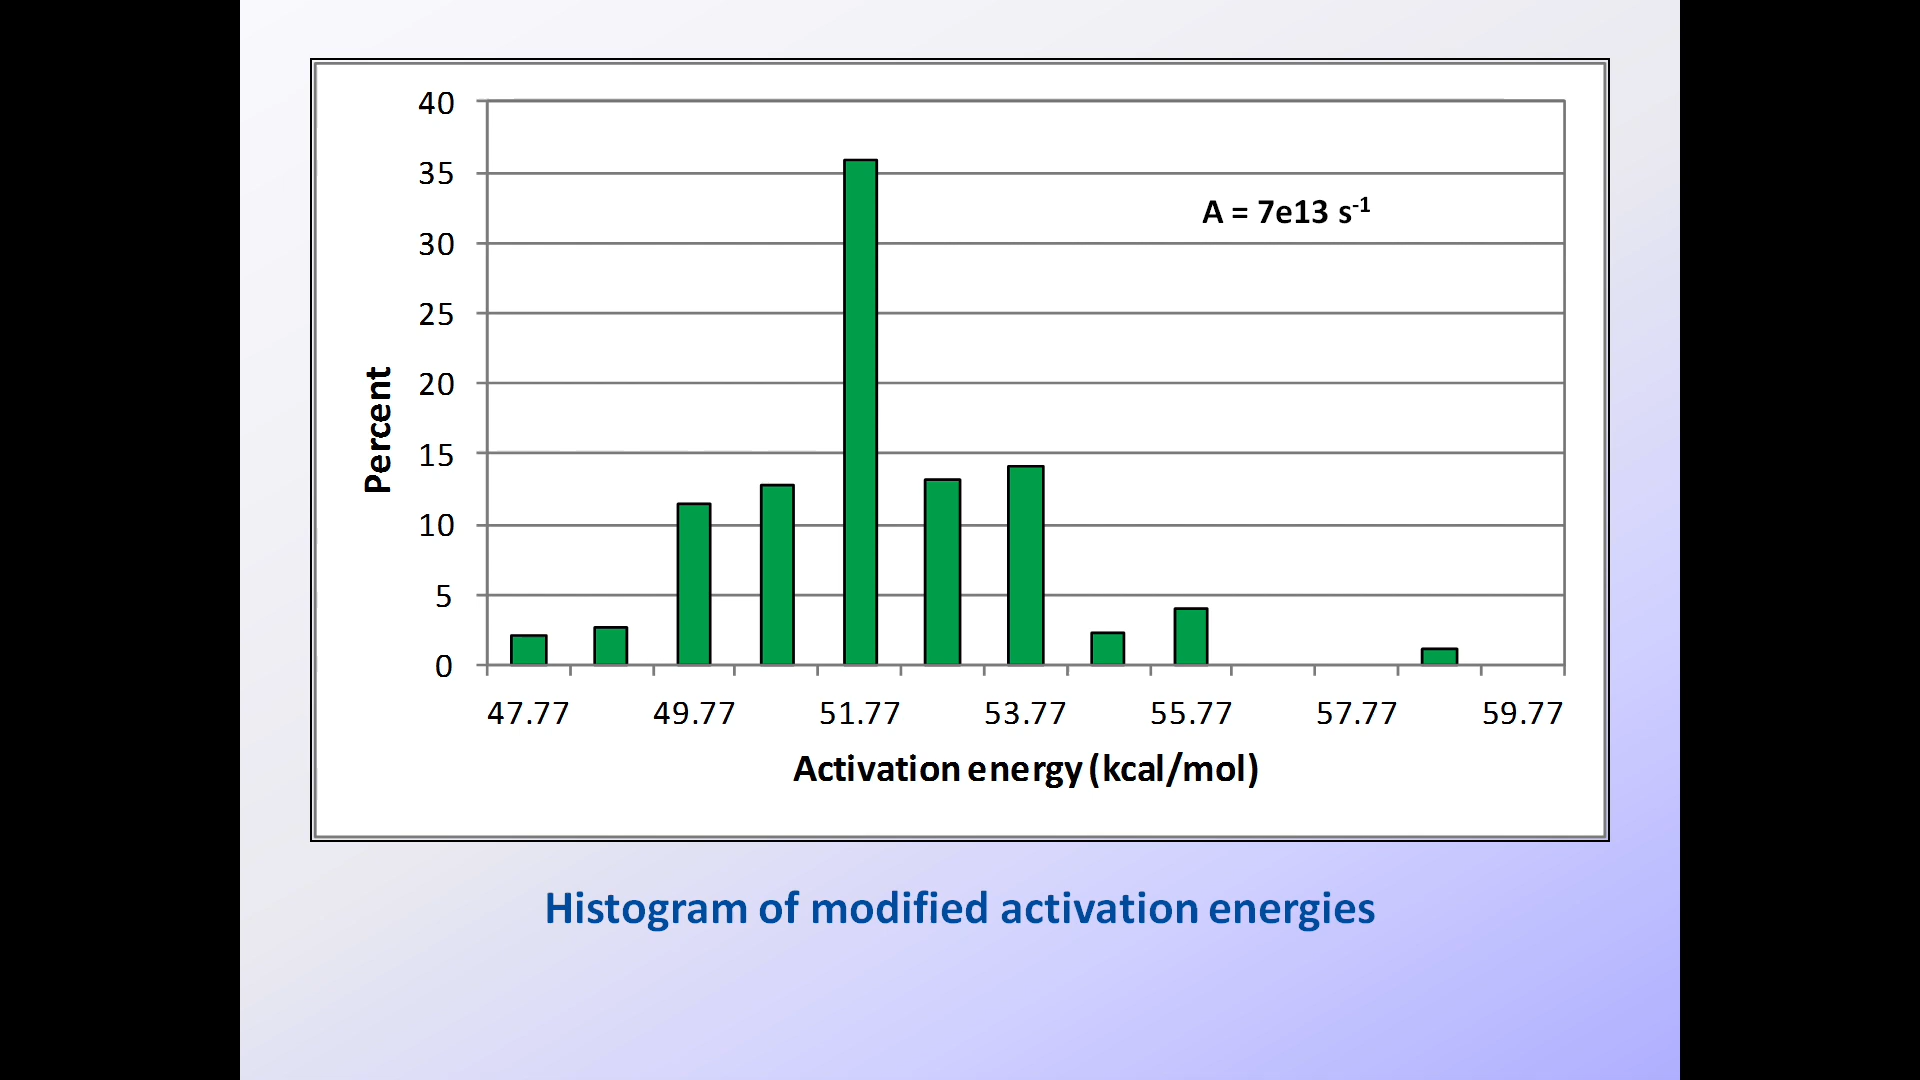 40
35
30
25
20
15
10
5
0
Percent
A = 7e13 s⁻¹
47.77 49.77 51.77 53.77 55.77 57.77 59.77
Activation energy (kcal/mol)
Histogram of modified activation energies